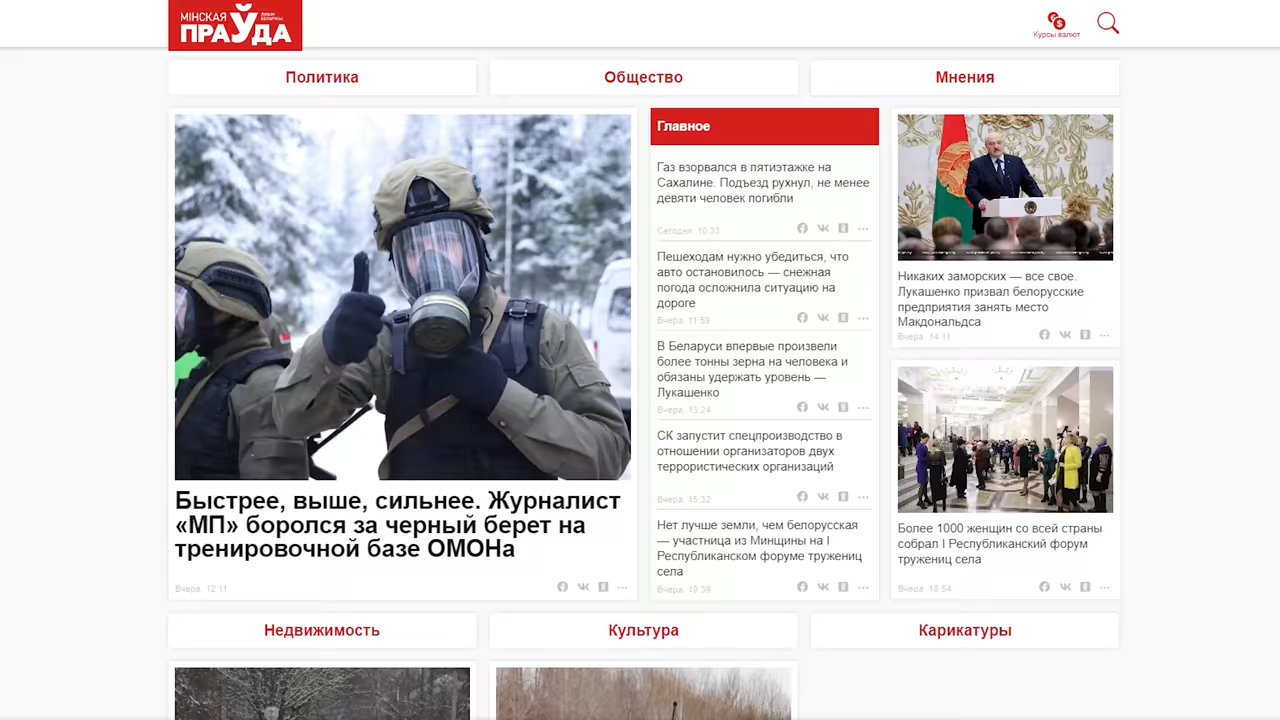 МІНСКАЯ
ПРАЎДА
Курсы валют
Политика
Общество
Мнения
Быстрее, выше, сильнее. Журналист
«МП» боролся за черный берет на
тренировочной базе ОМОНа
Вчера, 12:11
Главное
Газ взорвался в пятиэтажке на
Сахалине. Подъезд рухнул, не менее
девяти человек погибли
Сегодня, 10:33
Пешеходам нужно убедиться, что
авто остановилось — снежная
погода осложнила ситуацию на
дороге
Вчера, 11:59
В Беларуси впервые произвели
более тонны зерна на человека и
обязаны удержать уровень —
Лукашенко
Вчера, 13:24
СК запустит спецпроизводство в
отношении организаторов двух
террористических организаций
Вчера, 15:32
Нет лучше земли, чем белорусская
— участница из Минщины на I
Республиканском форуме тружениц
села
Вчера, 19:39
Никаких заморских — все свое.
Лукашенко призвал белорусские
предприятия занять место
Макдональдса
Вчера, 14:11
Более 1000 женщин со всей страны
собрал I Республиканский форум
тружениц села
Вчера, 18:54
Недвижимость
Культура
Карикатуры